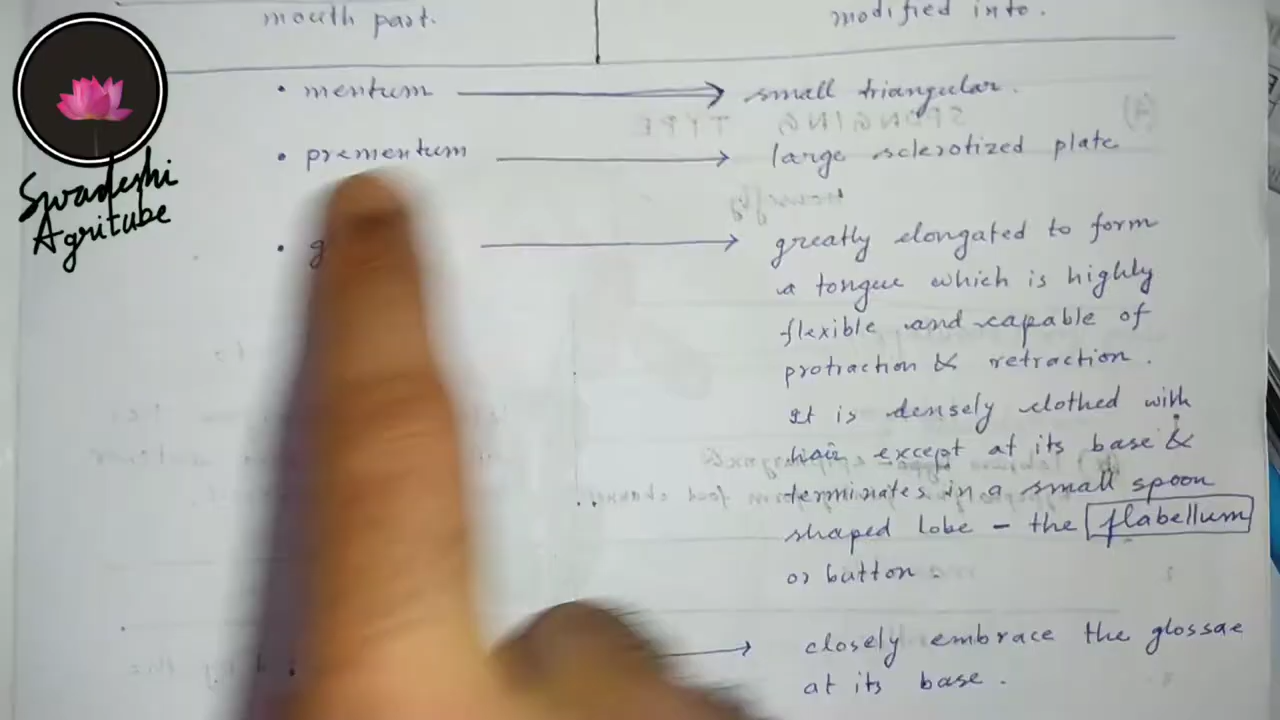 mouth part.
modified into.
Swadeshi
Agritube
• mentum → small triangular.
• prementum → large sclerotized plate
• g → greatly elongated to form
a tongue which is highly
flexible and capable of
protraction & retraction.
It is densely clothed with
hair except at its base &
terminates in a small spoon
shaped lobe - the flabellum
or button.
→ closely embrace the glossae
at its base.